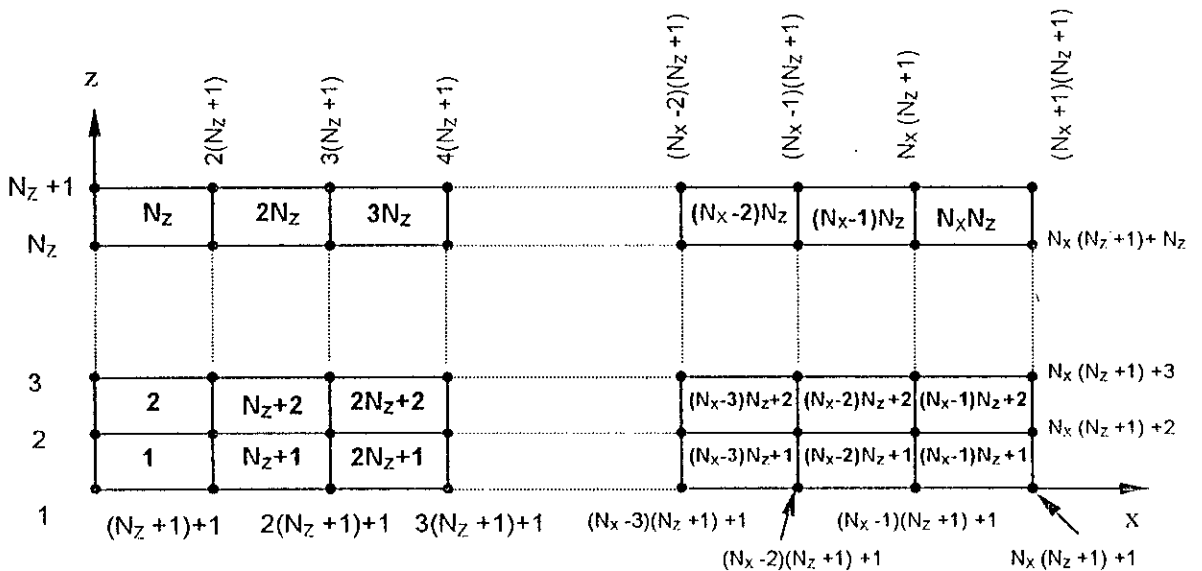 (N_X -2)(N_Z +1)
(N_X -1)(N_Z +1)
N_X (N_Z +1)
(N_X +1)(N_Z +1)
2(N_Z +1)
3(N_Z +1)
4(N_Z +1)
z
N_Z +1
N_Z 2N_Z 3N_Z (N_X -2)N_Z (N_X-1)N_Z N_XN_Z
N_Z
N_X (N_Z +1)+ N_Z
3
N_X (N_Z +1) +3
2 N_Z+2 2N_Z+2 (N_X-3)N_Z+2 (N_X-2)N_Z+2 (N_X-1)N_Z+2
2
N_X (N_Z +1) +2
1 N_Z+1 2N_Z+1 (N_X-3)N_Z+1 (N_X-2)N_Z+1 (N_X-1)N_Z+1
1
(N_Z +1)+1 2(N_Z +1)+1 3(N_Z +1)+1 (N_X -3)(N_Z +1) +1 (N_X -1)(N_Z +1) +1 x
(N_X -2)(N_Z +1) +1 N_X (N_Z +1) +1